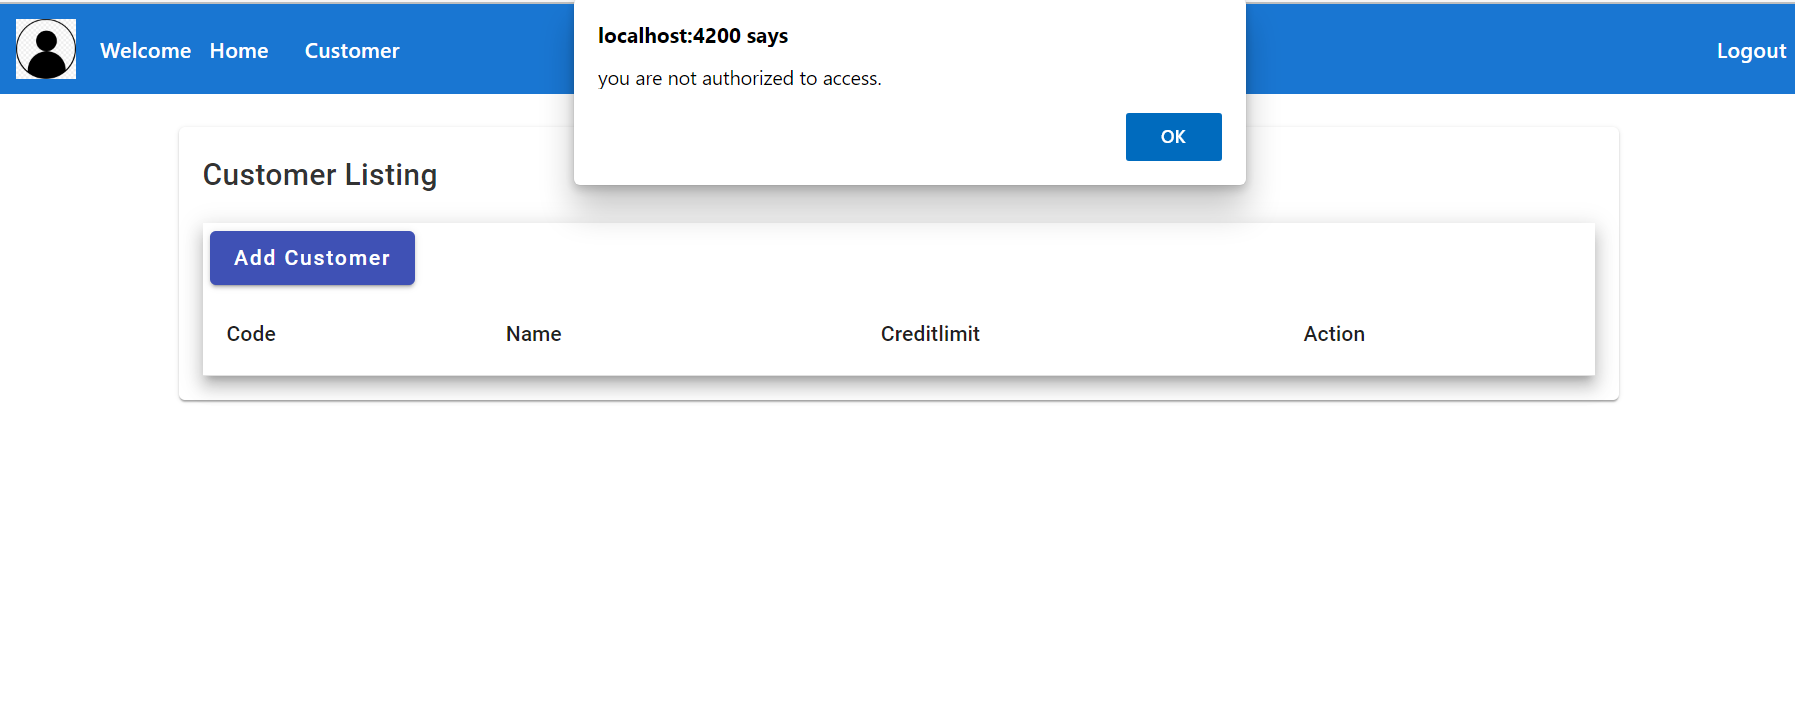 Welcome Home Customer Logout
localhost:4200 says
you are not authorized to access.
OK
Customer Listing
Add Customer
Code Name Creditlimit Action